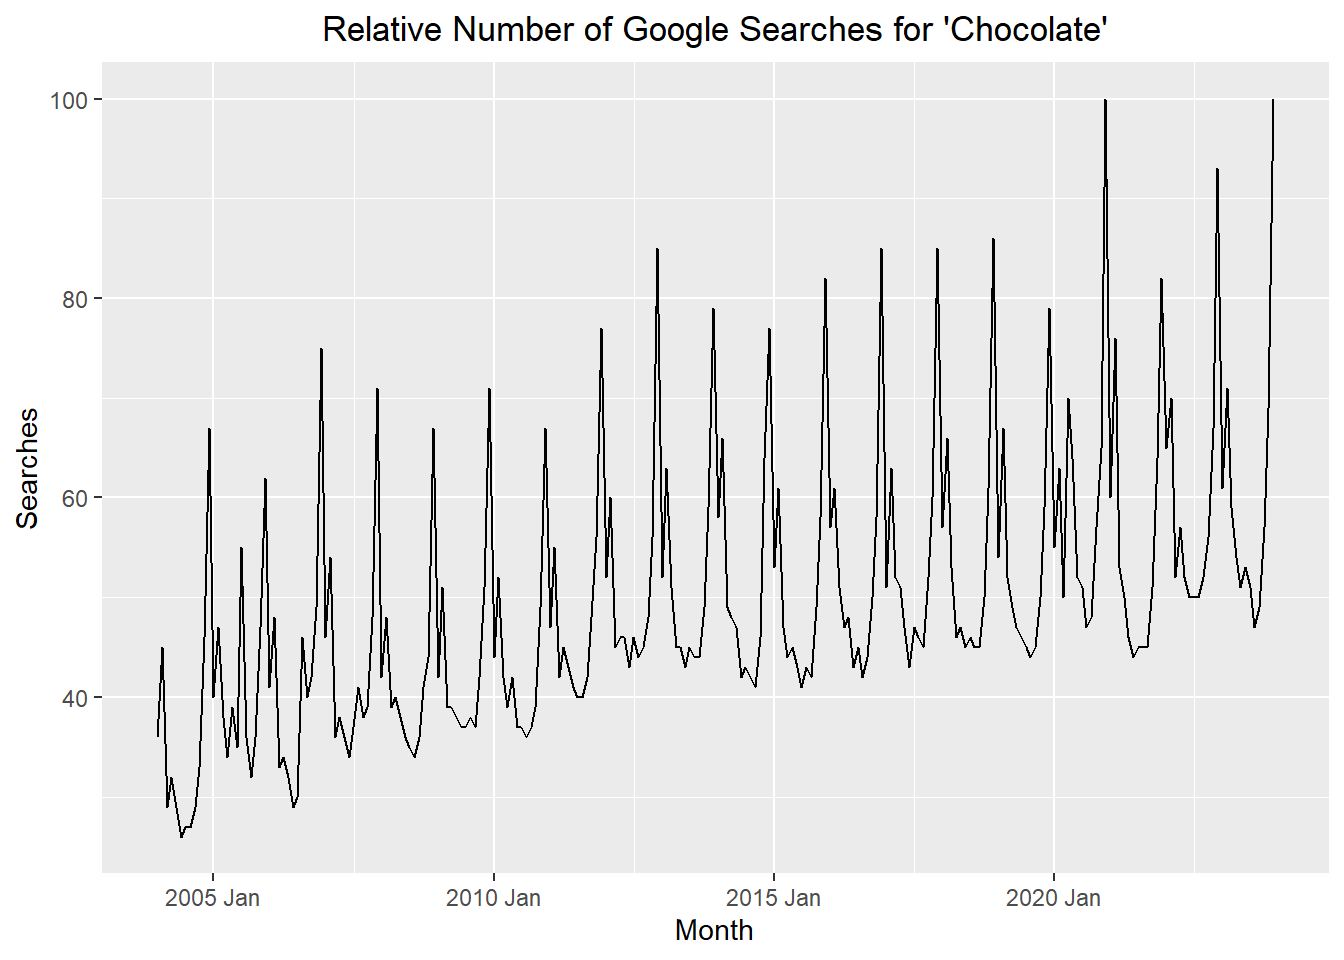 Relative Number of Google Searches for 'Chocolate'
100
80
60
40
Searches
2005 Jan
2010 Jan
2015 Jan
2020 Jan
Month